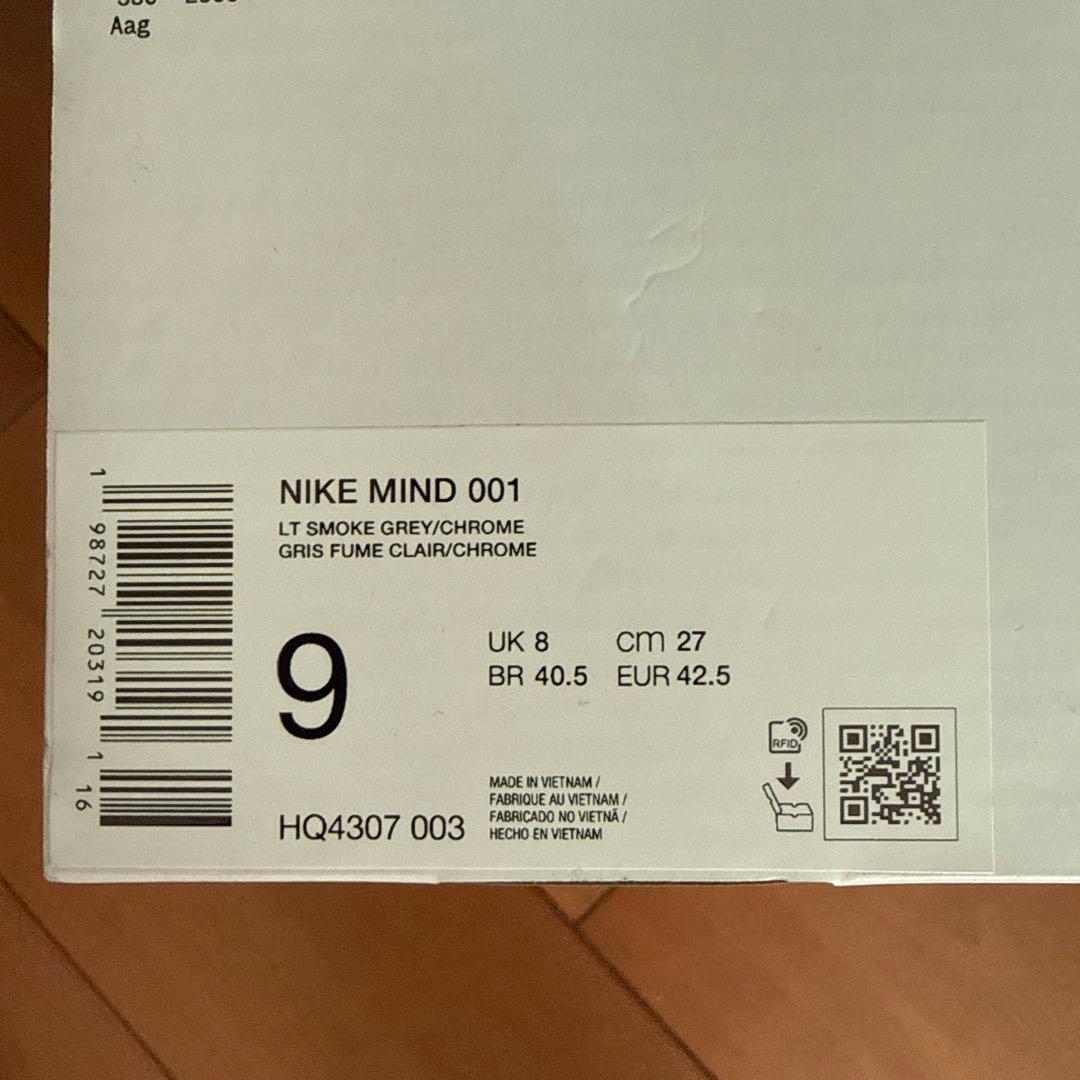 Aag
NIKE MIND 001
LT SMOKE GREY/CHROME
GRIS FUME CLAIR/CHROME
9
UK 8 cm 27
BR 40.5 EUR 42.5
HQ4307 003
MADE IN VIETNAM /
FABRIQUE AU VIETNAM /
FABRICADO NO VIETNÃ /
HECHO EN VIETNAM
RFID
1 98727 20319 1 16